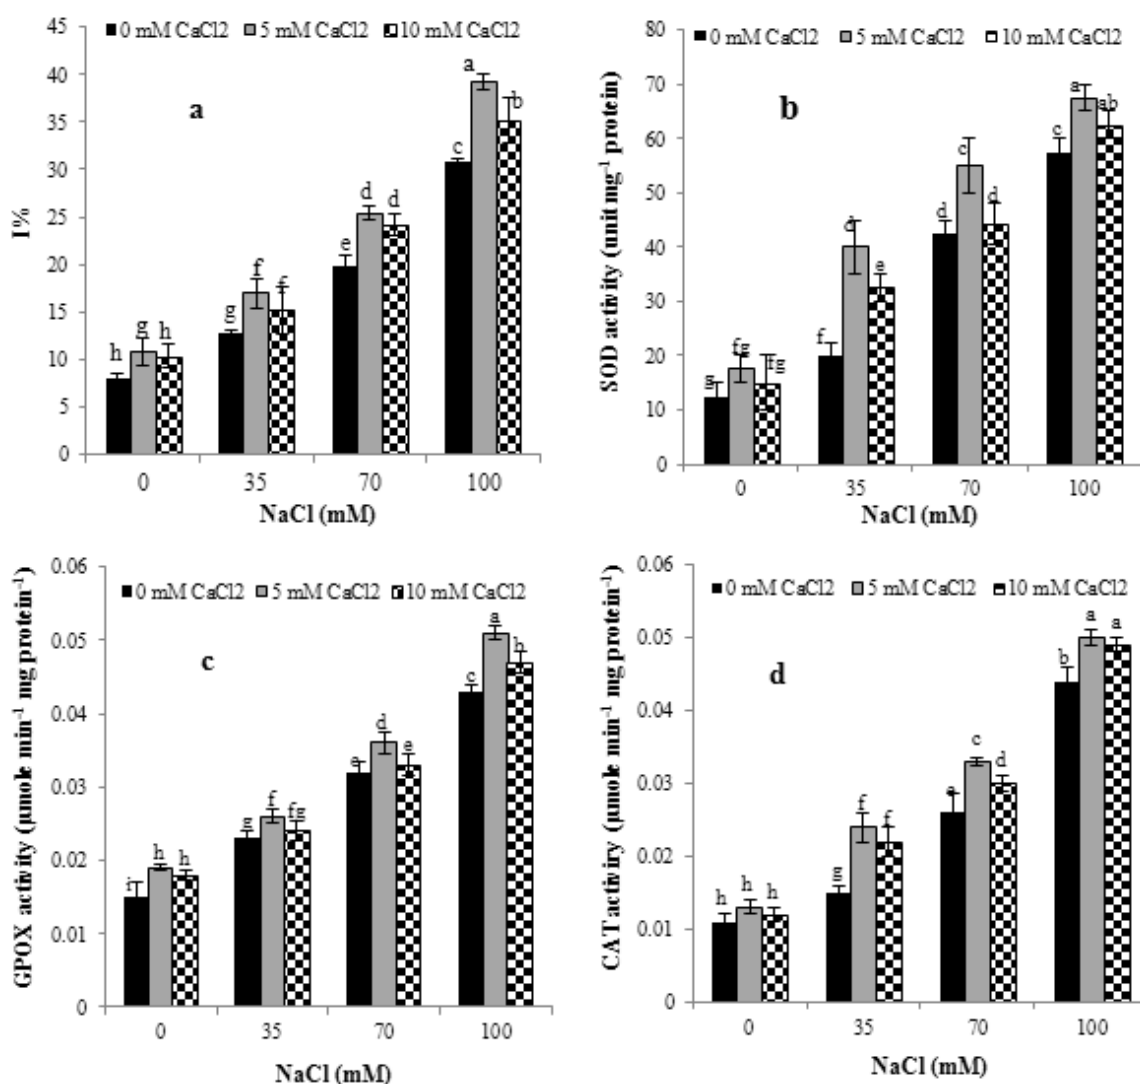 45
40
35
30
25
20
15
10
5
0
I%
0 mM CaCl2 5 mM CaCl2 10 mM CaCl2
a
h g h
g f f
e d d
c a b
0 35 70 100
NaCl (mM)
80
70
60
50
40
30
20
10
0
SOD activity (unit mg⁻¹ protein)
0 mM CaCl2 5 mM CaCl2 10 mM CaCl2
b
g fg fg
f d e
d c d
c a ab
0 35 70 100
NaCl (mM)
0.06
0.05
0.04
0.03
0.02
0.01
0
GPOX activity (µmole min⁻¹ mg protein⁻¹)
0 mM CaCl2 5 mM CaCl2 10 mM CaCl2
c
i h h
g f fg
e d e
c a b
0 35 70 100
NaCl (mM)
0.06
0.05
0.04
0.03
0.02
0.01
0
CAT activiry (µmole min⁻¹ mg protein⁻¹)
0 mM CaCl2 5 mM CaCl2 10 mM CaCl2
d
h h h
g f f
c d
b a a
0 35 70 100
NaCl (mM)